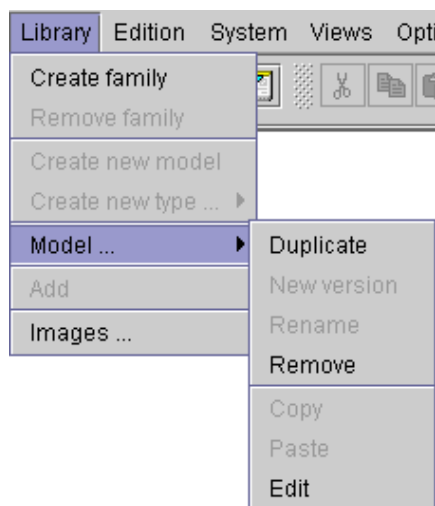 Library Edition System Views Opti
Create family
Remove family
Create new model
Create new type ...
Model ...
Add
Images ...
Duplicate
New version
Rename
Remove
Copy
Paste
Edit